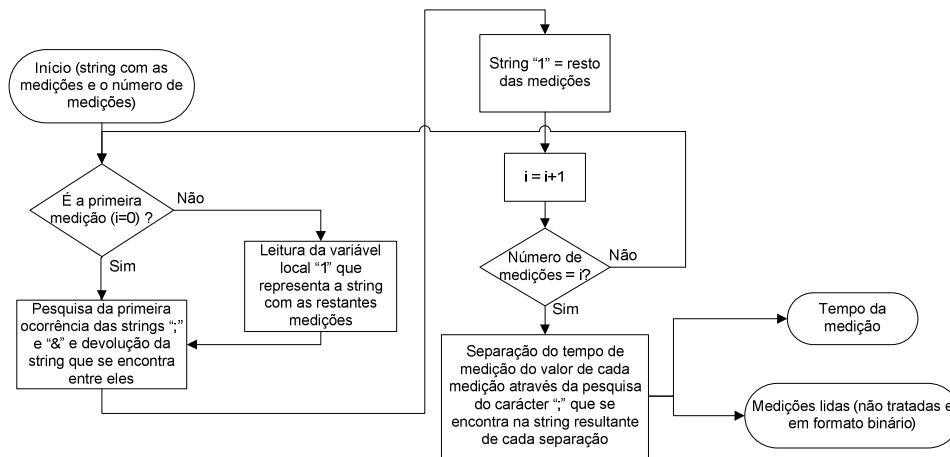 Início (string com as
medições e o número de
medições)
É a primeira
medição (i=0) ?
Não
Sim
Leitura da variável
local “1” que
representa a string
com as restantes
medições
Pesquisa da primeira
ocorrência das strings “;”
e “&” e devolução da
string que se encontra
entre eles
String “1” = resto
das medições
i = i+1
Número de
medições = i?
Não
Sim
Separação do tempo de
medição do valor de cada
medição através da pesquisa
do carácter “;” que se
encontra na string resultante
de cada separação
Tempo da
medição
Medições lidas (não tratadas e
em formato binário)